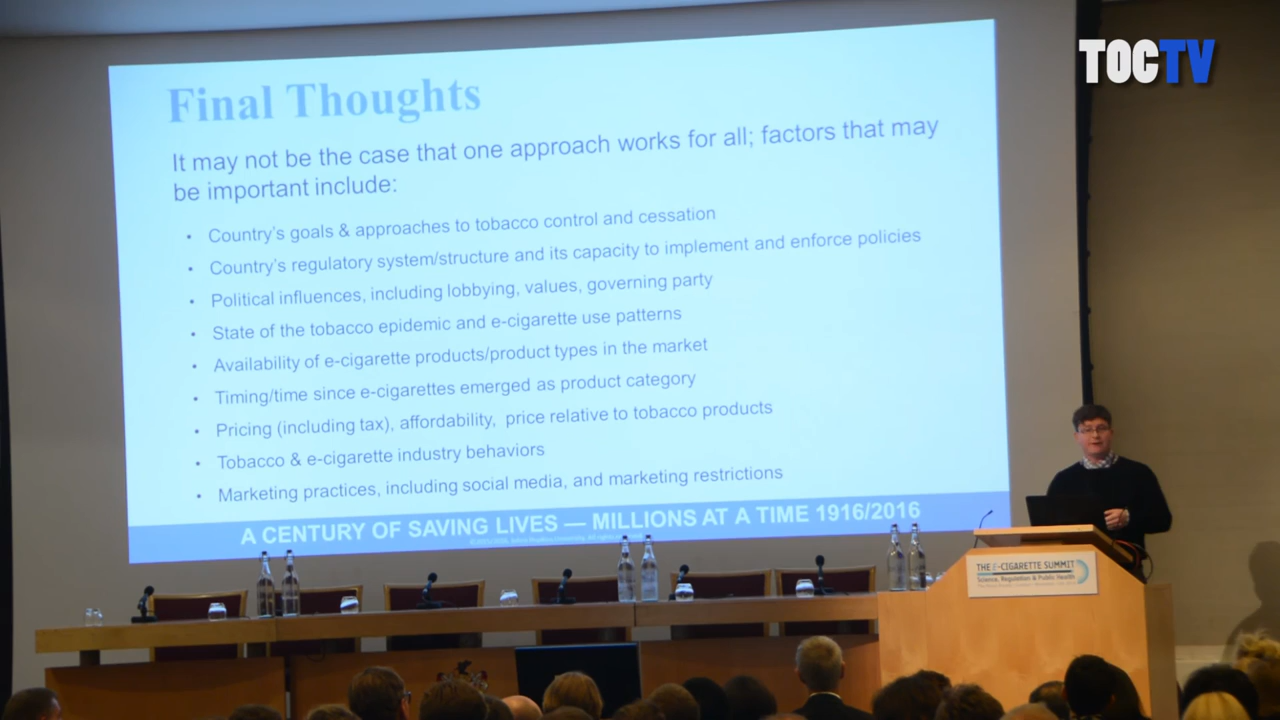 TOCTV
Final Thoughts
It may not be the case that one approach works for all; factors that may
be important include:
• Country's goals & approaches to tobacco control and cessation
• Country's regulatory system/structure and its capacity to implement and enforce policies
• Political influences, including lobbying, values, governing party
• State of the tobacco epidemic and e-cigarette use patterns
• Availability of e-cigarette products/product types in the market
• Timing/time since e-cigarettes emerged as product category
• Pricing (including tax), affordability, price relative to tobacco products
• Tobacco & e-cigarette industry behaviors
• Marketing practices, including social media, and marketing restrictions
A CENTURY OF SAVING LIVES — MILLIONS AT A TIME 1916/2016
THE E-CIGARETTE SUMMIT
Science, Regulation & Public Health